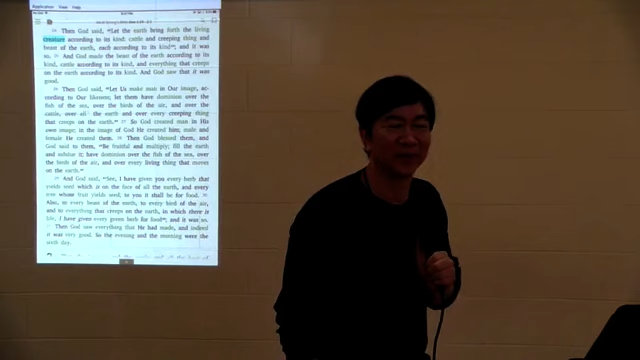 Application View Help
24 Then God said, "Let the earth bring forth the living
creature according to its kind: cattle and creeping thing and
beast of the earth, each according to its kind"; and it was
so. 25 And God made the beast of the earth according to its
kind, cattle according to its kind, and everything that creeps
on the earth according to its kind. And God saw that it was
good.
26 Then God said, "Let Us make man in Our image, ac-
cording to Our likeness; let them have dominion over the
fish of the sea, over the birds of the air, and over the
cattle, over all the earth and over every creeping thing
that creeps on the earth." 27 So God created man in His
own image; in the image of God He created him; male and
female He created them. 28 Then God blessed them, and
God said to them, "Be fruitful and multiply; fill the earth
and subdue it; have dominion over the fish of the sea, over
the birds of the air, and over every living thing that moves
on the earth."
29 And God said, "See, I have given you every herb that
yields seed which is on the face of all the earth, and every
tree whose fruit yields seed; to you it shall be for food. 30
Also, to every beast of the earth, to every bird of the air,
and to everything that creeps on the earth, in which there is
life, I have given every green herb for food"; and it was so.
Then God saw everything that He had made, and indeed
it was very good. So the evening and the morning were the
sixth day.